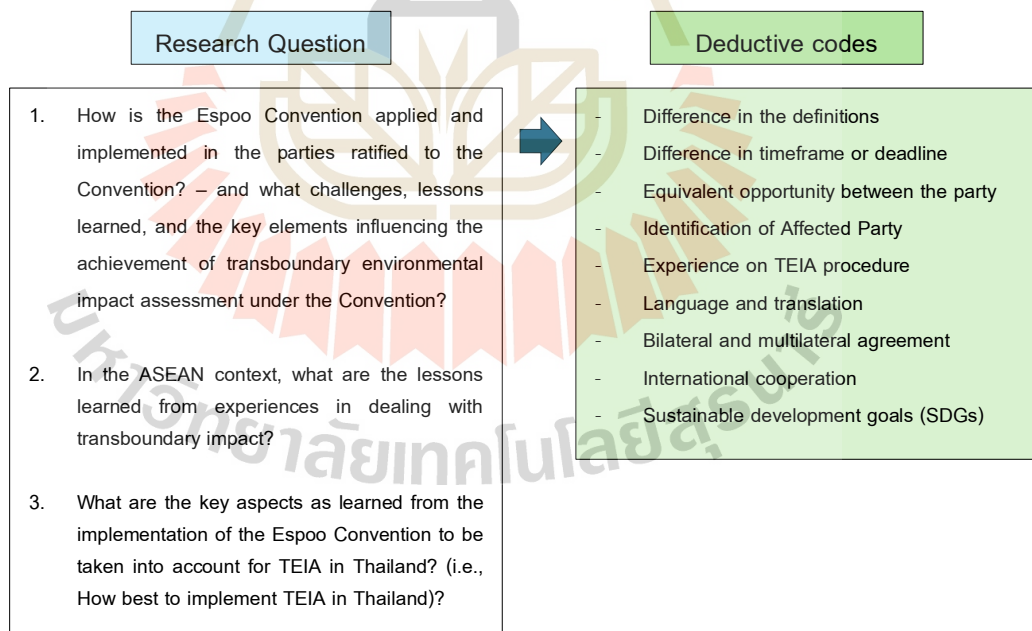 Research Question
1. How is the Espoo Convention applied and
implemented in the parties ratified to the
Convention? – and what challenges, lessons
learned, and the key elements influencing the
achievement of transboundary environmental
impact assessment under the Convention?
2. In the ASEAN context, what are the lessons
learned from experiences in dealing with
transboundary impact?
3. What are the key aspects as learned from the
implementation of the Espoo Convention to be
taken into account for TEIA in Thailand? (i.e.,
How best to implement TEIA in Thailand)?
Deductive codes
- Difference in the definitions
- Difference in timeframe or deadline
- Equivalent opportunity between the party
- Identification of Affected Party
- Experience on TEIA procedure
- Language and translation
- Bilateral and multilateral agreement
- International cooperation
- Sustainable development goals (SDGs)
มหาวิทยาลัยเทคโนโลยีสุรนารี